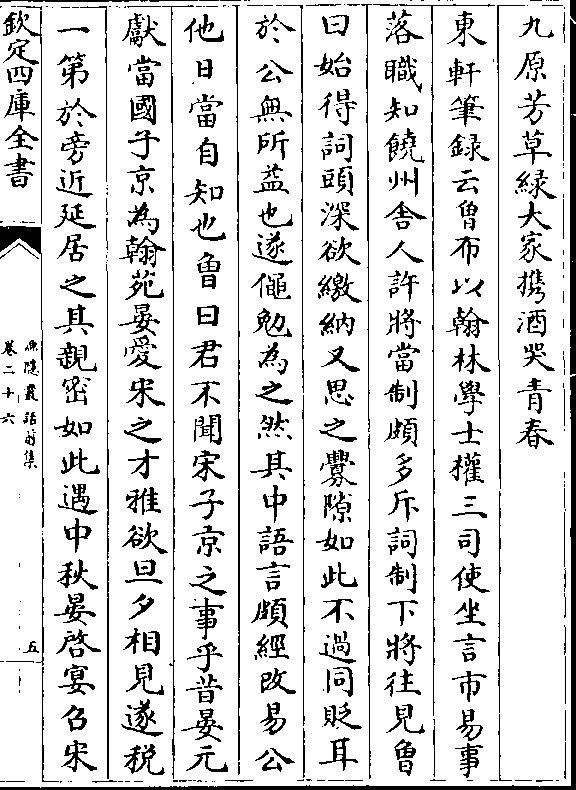 九原芳草緑大家携酒哭青春
東軒筆録云曽布以翰林學士權三司使坐言市易事
落職知饒州舎人許將當制頗多斥詞制下將往見曽
曰始得詞頭深欲繳納又思之釁隙如此不過同貶耳
於公無所益也遂僶勉為之然其中語言頗經改易公
他日當自知也曽曰君不聞宋子京之事乎昔晏元
獻當國子京為翰苑晏愛宋之才雅欲旦夕相見遂稅
一第於旁近延居之其親密如此遇中秋晏啓宴召宋
欽定四庫全書
漁隱叢話前集
卷二十六
五